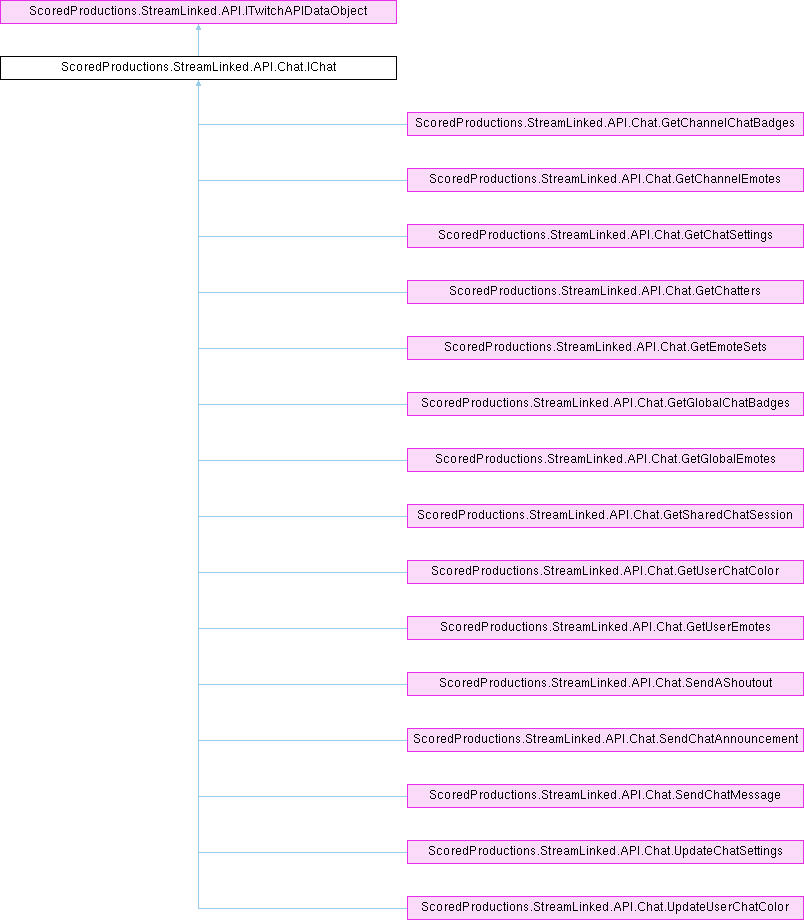 ScoredProductions.StreamLinked.API.ITwitchAPIDataObject
ScoredProductions.StreamLinked.API.Chat.IChat
ScoredProductions.StreamLinked.API.Chat.GetChannelChatBadges
ScoredProductions.StreamLinked.API.Chat.GetChannelEmotes
ScoredProductions.StreamLinked.API.Chat.GetChatSettings
ScoredProductions.StreamLinked.API.Chat.GetChatters
ScoredProductions.StreamLinked.API.Chat.GetEmoteSets
ScoredProductions.StreamLinked.API.Chat.GetGlobalChatBadges
ScoredProductions.StreamLinked.API.Chat.GetGlobalEmotes
ScoredProductions.StreamLinked.API.Chat.GetSharedChatSession
ScoredProductions.StreamLinked.API.Chat.GetUserChatColor
ScoredProductions.StreamLinked.API.Chat.GetUserEmotes
ScoredProductions.StreamLinked.API.Chat.SendAShoutout
ScoredProductions.StreamLinked.API.Chat.SendChatAnnouncement
ScoredProductions.StreamLinked.API.Chat.SendChatMessage
ScoredProductions.StreamLinked.API.Chat.UpdateChatSettings
ScoredProductions.StreamLinked.API.Chat.UpdateUserChatColor